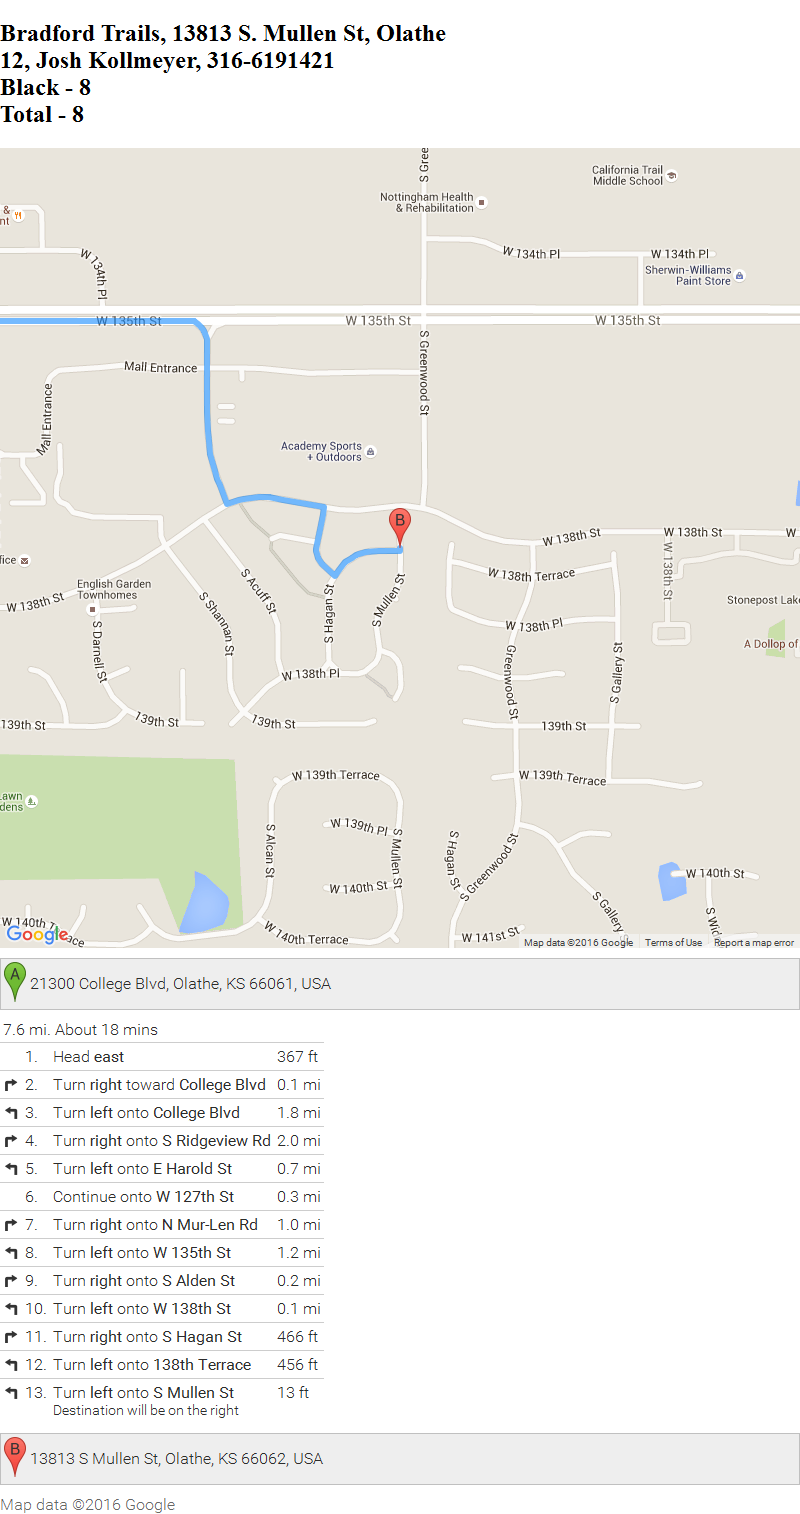 Bradford Trails, 13813 S. Mullen St, Olathe
12, Josh Kollmeyer, 316-6191421
Black - 8
Total - 8
S Gree
California Trail
Middle School
Nottingham Health
& Rehabilitation
&
nt
W 134th Pl
W 134th Pl
W 134th Pl
Sherwin-Williams
Paint Store
W 135th St
W 135th St
W 135th St
S Greenwood St
Mall Entrance
Mall Entrance
Academy Sports
+ Outdoors
B
W 138th St
W 138th St
W
fice
W 138th St
W 138th Terrace
English Garden
Townhomes
S Acuff St
S Shannan St
S Hagan St
S Mullen St
W 138th St
Stonepost Lake
S Darnell St
W 138th Pl
Greenwood St
S Gallery St
A Dollop of
W 138th Pl
139th St
139th St
139th St
139th St
W 139th Terrace
W 139th Terrace
Lawn
dens
S Alcan St
W 139th Pl
S Mullen St
S Hagan St
S Greenwood St
W 140th St
W 140th St
S Gallery
W 140th T
ace
W 140th Terrace
W 141st St
S Wid
Google
Map data ©2016 Google
Terms of Use
Report a map error
A
21300 College Blvd, Olathe, KS 66061, USA
7.6 mi. About 18 mins
1. Head east 367 ft
2. Turn right toward College Blvd 0.1 mi
3. Turn left onto College Blvd 1.8 mi
4. Turn right onto S Ridgeview Rd 2.0 mi
5. Turn left onto E Harold St 0.7 mi
6. Continue onto W 127th St 0.3 mi
7. Turn right onto N Mur-Len Rd 1.0 mi
8. Turn left onto W 135th St 1.2 mi
9. Turn right onto S Alden St 0.2 mi
10. Turn left onto W 138th St 0.1 mi
11. Turn right onto S Hagan St 466 ft
12. Turn left onto 138th Terrace 456 ft
13. Turn left onto S Mullen St 13 ft
Destination will be on the right
B
13813 S Mullen St, Olathe, KS 66062, USA
Map data ©2016 Google